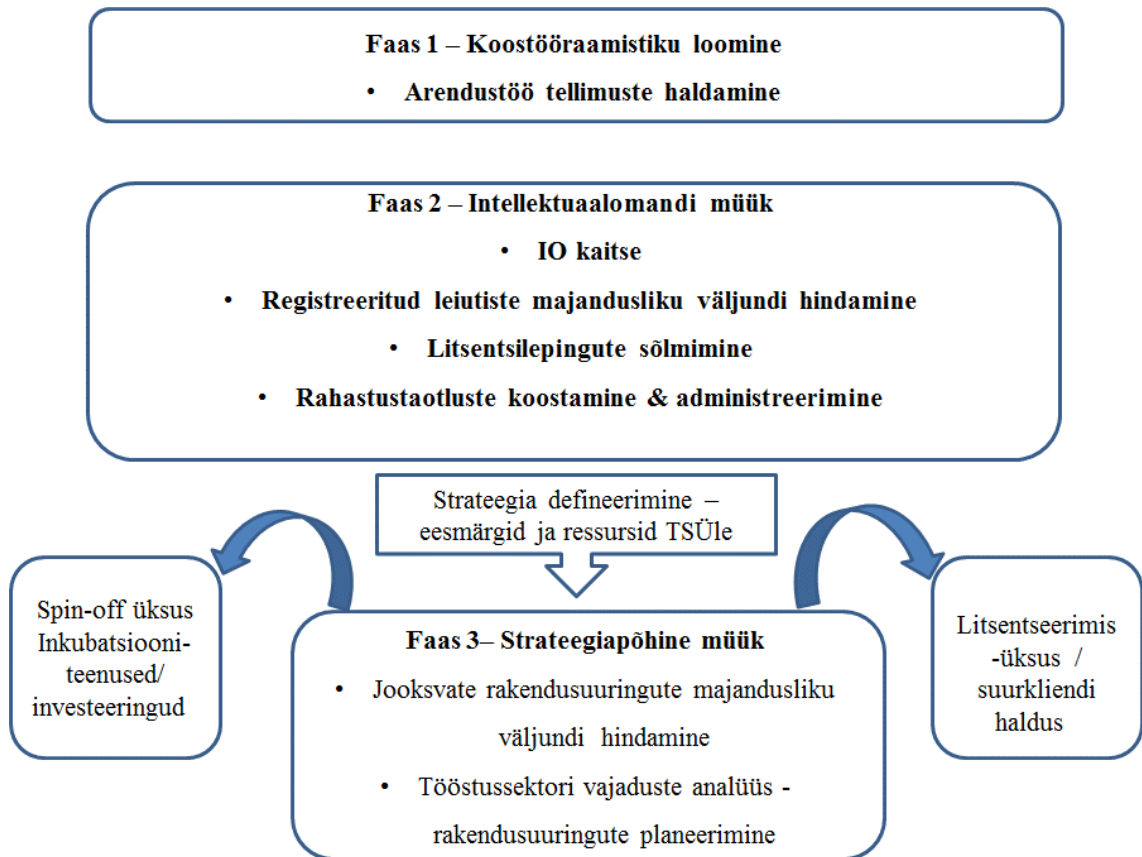 Faas 1 – Koostööraamistiku loomine
• Arendustöö tellimuste haldamine
Faas 2 – Intellektuaalomandi müük
• IO kaitse
• Registreeritud leiutiste majandusliku väljundi hindamine
• Litsentsilepingute sõlmimine
• Rahastustaotluste koostamine & administreerimine
Strateegia defineerimine –
eesmärgid ja ressursid TSÜle
Spin-off üksus
Inkubatsiooni-
teenused/
investeeringud
Faas 3– Strateegiapõhine müük
• Jooksvate rakendusuuringute majandusliku
väljundi hindamine
• Tööstussektori vajaduste analüüs -
rakendusuuringute planeerimine
Litsentseerimis
-üksus /
suurkliendi
haldus